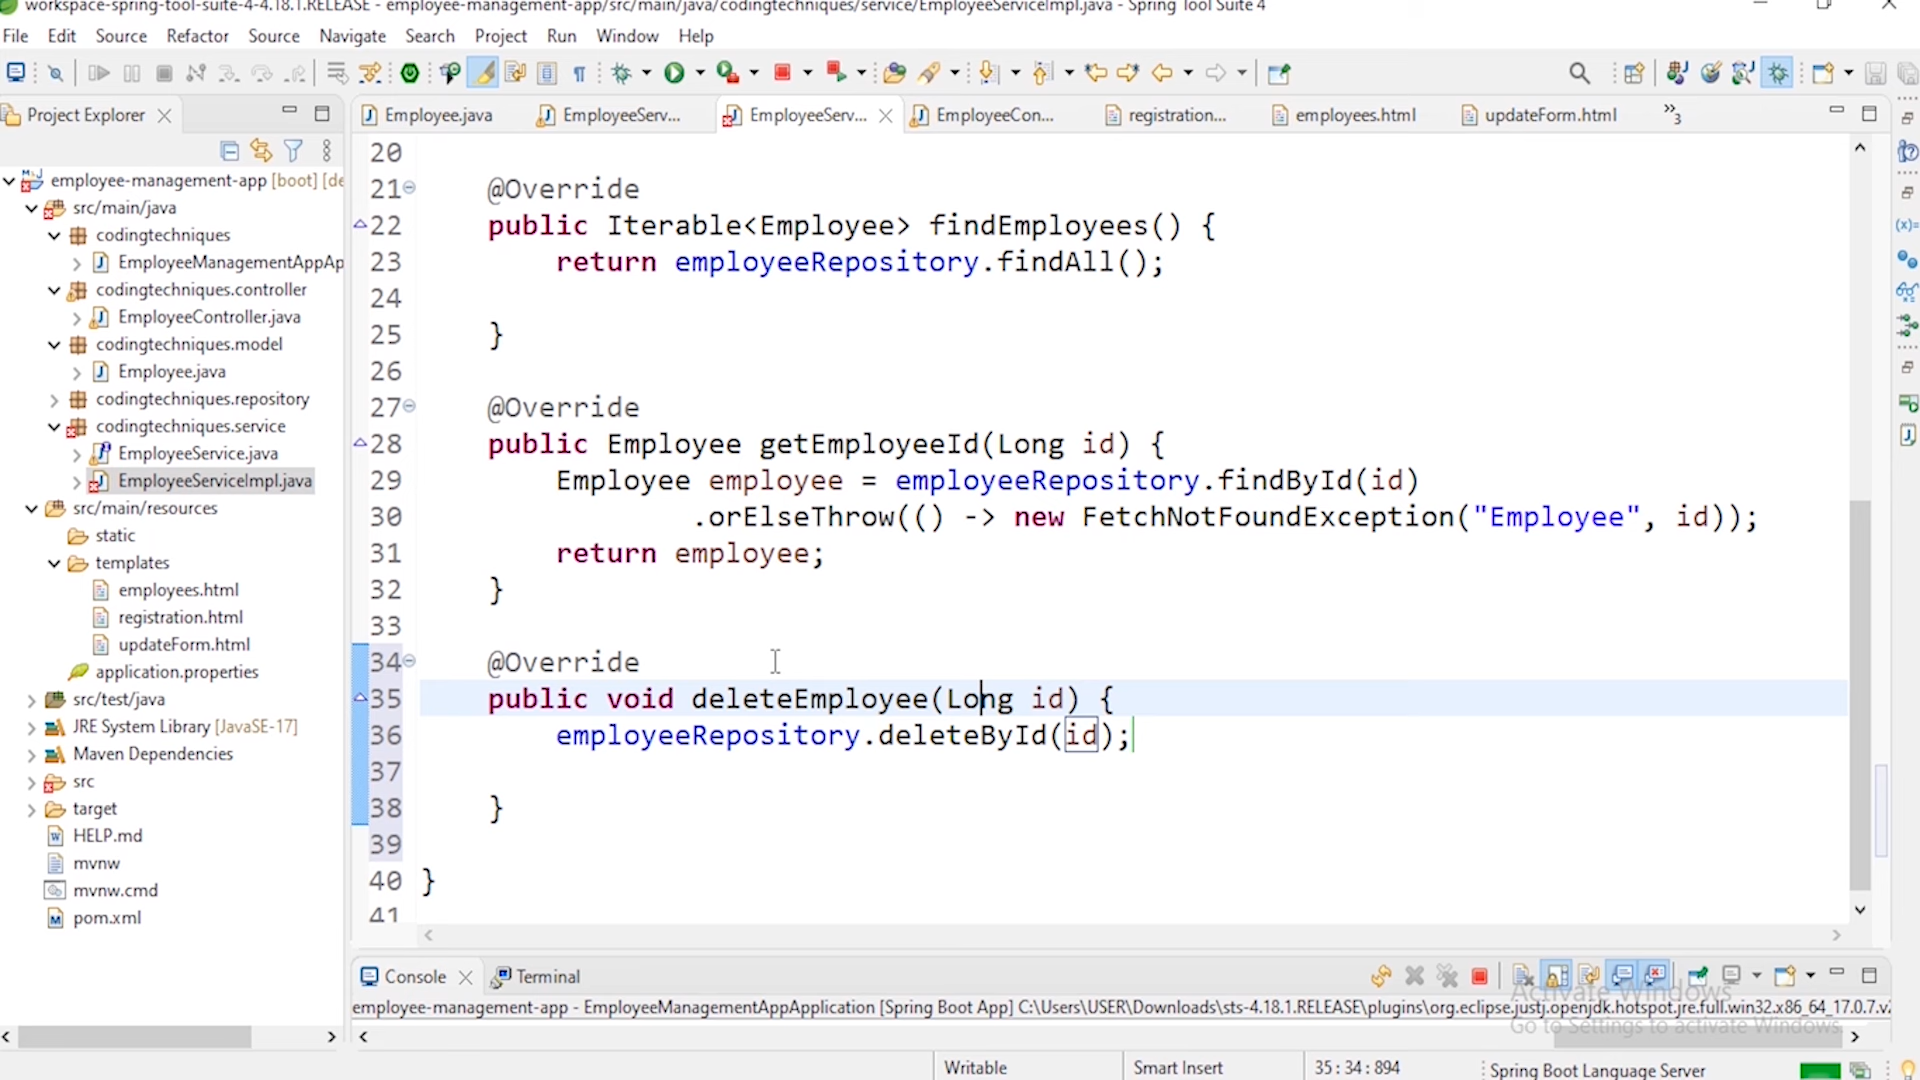 workspace-spring-tool-suite-4-4.18.1.RELEASE - employee-management-app/src/main/java/codingtechniques/service/EmployeeServiceImpl.java - Spring Tool Suite 4
File Edit Source Refactor Source Navigate Search Project Run Window Help
Project Explorer
Employee.java EmployeeServ... EmployeeServ... EmployeeCon... registration... employees.html updateForm.html »3
employee-management-app [boot] [de
src/main/java
codingtechniques
EmployeeManagementAppAp
codingtechniques.controller
EmployeeController.java
codingtechniques.model
Employee.java
codingtechniques.repository
codingtechniques.service
EmployeeService.java
EmployeeServiceImpl.java
src/main/resources
static
templates
employees.html
registration.html
updateForm.html
application.properties
src/test/java
JRE System Library [JavaSE-17]
Maven Dependencies
src
target
HELP.md
mvnw
mvnw.cmd
pom.xml
20
21 @Override
22 public Iterable<Employee> findEmployees() {
23 return employeeRepository.findAll();
24
25 }
26
27 @Override
28 public Employee getEmployeeId(Long id) {
29 Employee employee = employeeRepository.findById(id)
30 .orElseThrow(() -> new FetchNotFoundException("Employee", id));
31 return employee;
32 }
33
34 @Override
35 public void deleteEmployee(Long id) {
36 employeeRepository.deleteById(id);
37
38 }
39
40 }
41
Console Terminal
employee-management-app - EmployeeManagementAppApplication [Spring Boot App] C:\Users\USER\Downloads\sts-4.18.1.RELEASE\plugins\org.eclipse.justj.openjdk.hotspot.jre.full.win32.x86_64_17.0.7.v
Activate Windows
Go to Settings to activate Windows.
Writable Smart Insert 35:34:894 Spring Boot Language Server